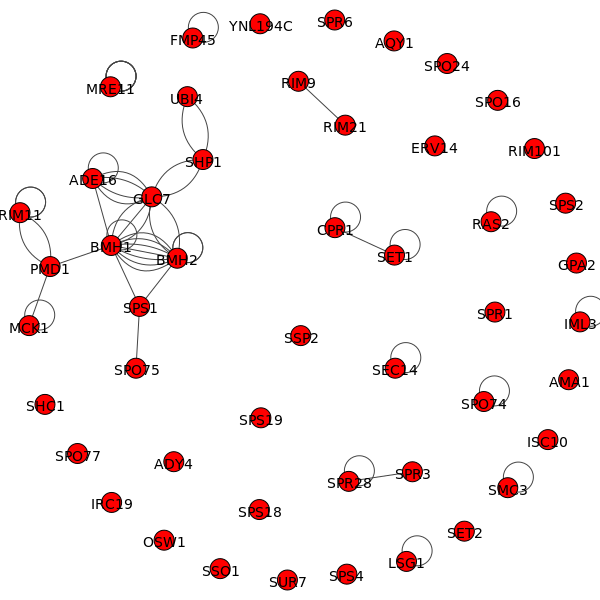 SPR6
YNL194C
FMP45
AQY1
SPO24
MRE11
RIM9
UBI4
SPO16
RIM21
ERV14
RIM101
SHP1
ADE16
GLC7
SPS2
RIM11
RAS2
CPR1
BMH1
SET1
BMH2
GPA2
PMD1
SPS1
SPR1
IML3
MCK1
SSP2
SPO75
SEC14
AMA1
SHC1
SPO74
SPS19
ISC10
SPO77
ADY4
SPR3
SPR28
SMC3
IRC19
SPS18
SET2
OSW1
LSG1
SSO1
SPS4
SUR7